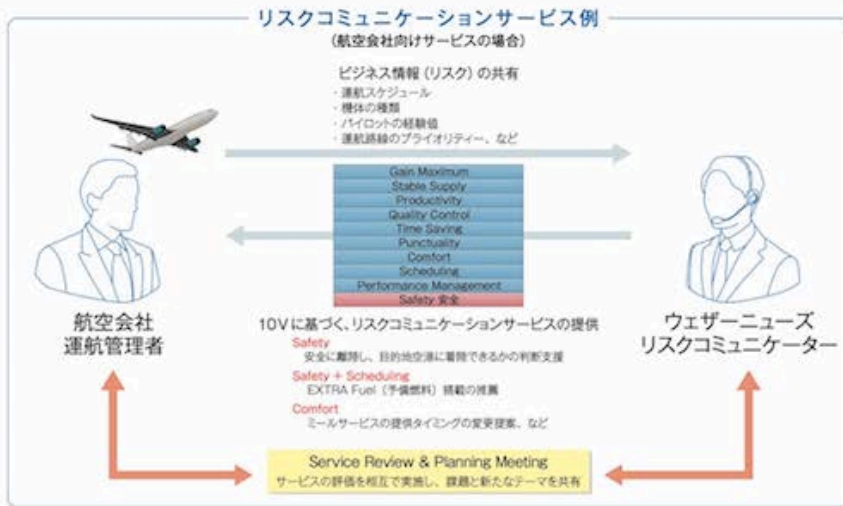 リスクコミュニケーションサービス例
(航空会社向けサービスの場合)
ビジネス情報(リスク)の共有
・運航スケジュール
・機体の種類
・パイロットの経験値
・運航路線のプライオリティー、など
Gain Maximum
Stable Supply
Productivity
Quality Control
Time Saving
Punctuality
Comfort
Scheduling
Performance Management
Safety 安全
航空会社
運航管理者
ウェザーニューズ
リスクコミュニケーター
10Vに基づく、リスクコミュニケーションサービスの提供
Safety
安全に離陸し、目的地空港に着陸できるかの判断支援
Safety + Scheduling
EXTRA Fuel(予備燃料)搭載の推薦
Comfort
ミールサービスの提供タイミングの変更提案、など
Service Review & Planning Meeting
サービスの評価を相互で実施し、課題と新たなテーマを共有